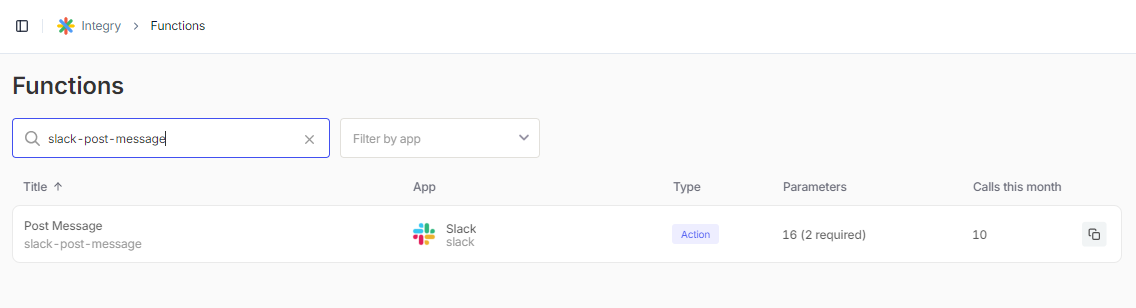 Integry > Functions
Functions
slack-post-message
Filter by app
Title ↑ App Type Parameters Calls this month
Post Message Slack Action 16 (2 required) 10
slack-post-message slack